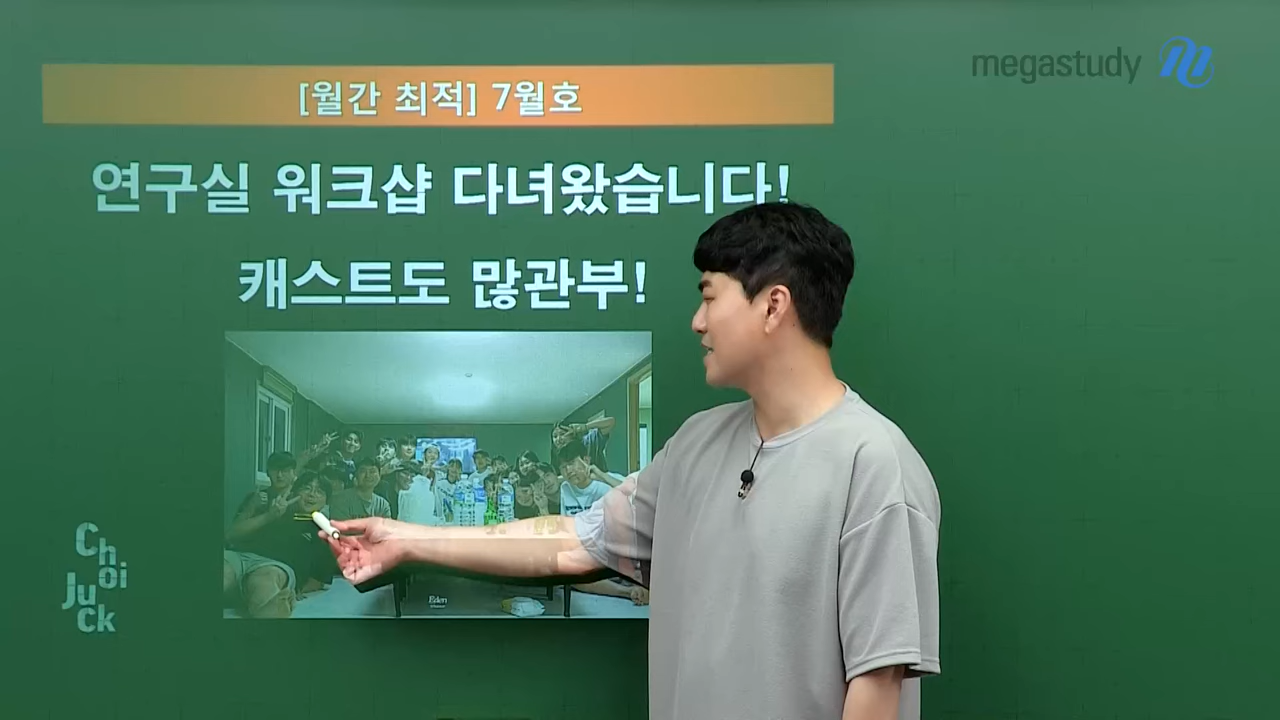 megastudy
[월간 최적] 7월호
연구실 워크샵 다녀왔습니다!
캐스트도 많관부!
Choi
Juck
Eden